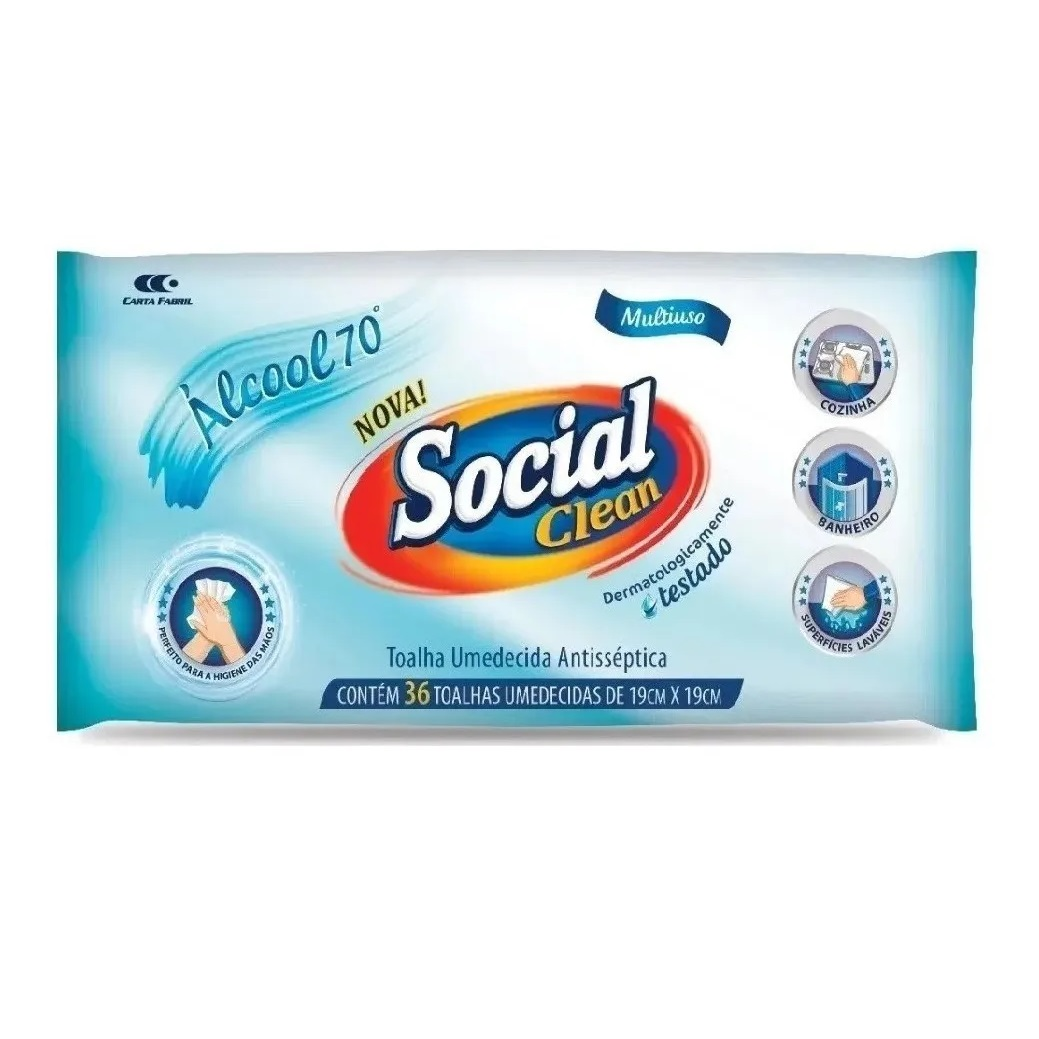 CARTA FABRIL
Álcool 70°
Multiuso
NOVA!
Social
Clean
Dermatologicamente
testado
COZINHA
BANHEIRO
SUPERFÍCIES LAVÁVEIS
PERFEITO PARA A HIGIENE DAS MÃOS
Toalha Umedecida Antisséptica
CONTÉM 36 TOALHAS UMEDECIDAS DE 19CM X 19CM